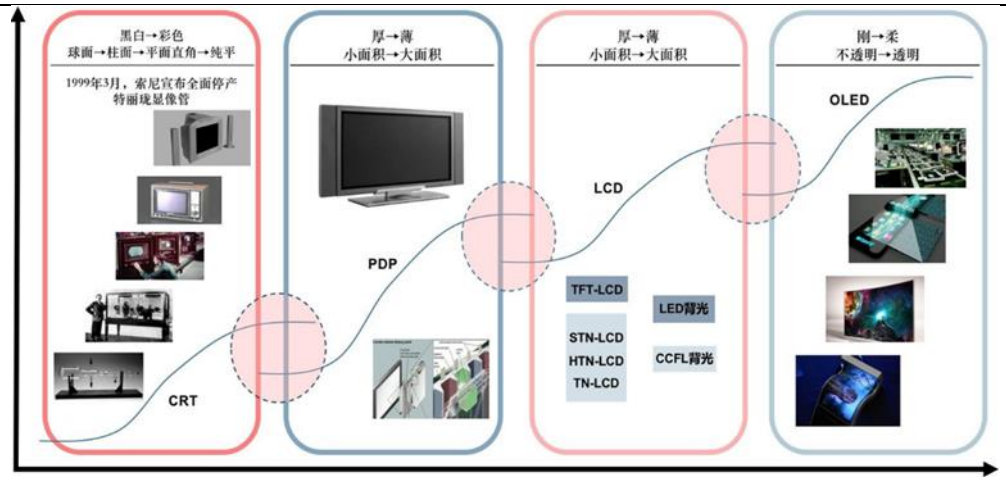 黑白→彩色
球面→柱面→平面直角→纯平
1999年3月，索尼宣布全面停产
特丽珑显像管
CRT
厚→薄
小面积→大面积
PDP
厚→薄
小面积→大面积
LCD
TFT-LCD
LED背光
STN-LCD
HTN-LCD
TN-LCD
CCFL背光
刚→柔
不透明→透明
OLED